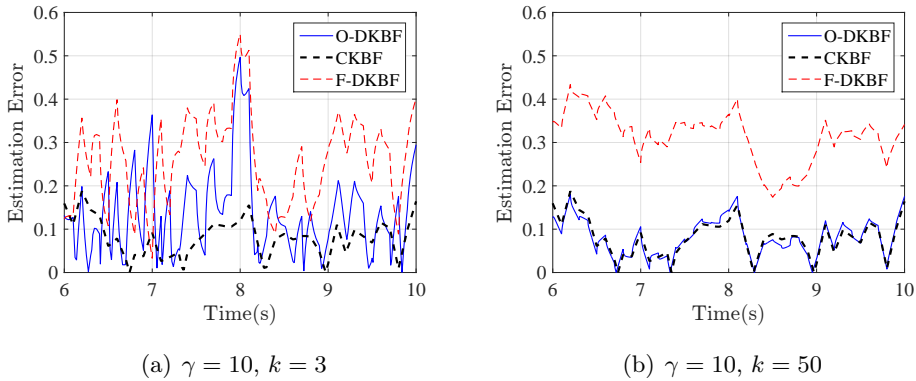 0.6
0.5
0.4
0.3
0.2
0.1
0
Estimation Error
O-DKBF
CKBF
F-DKBF
6 7 8 9 10
Time(s)
(a) γ = 10, k = 3
0.6
0.5
0.4
0.3
0.2
0.1
0
Estimation Error
O-DKBF
CKBF
F-DKBF
6 7 8 9 10
Time(s)
(b) γ = 10, k = 50